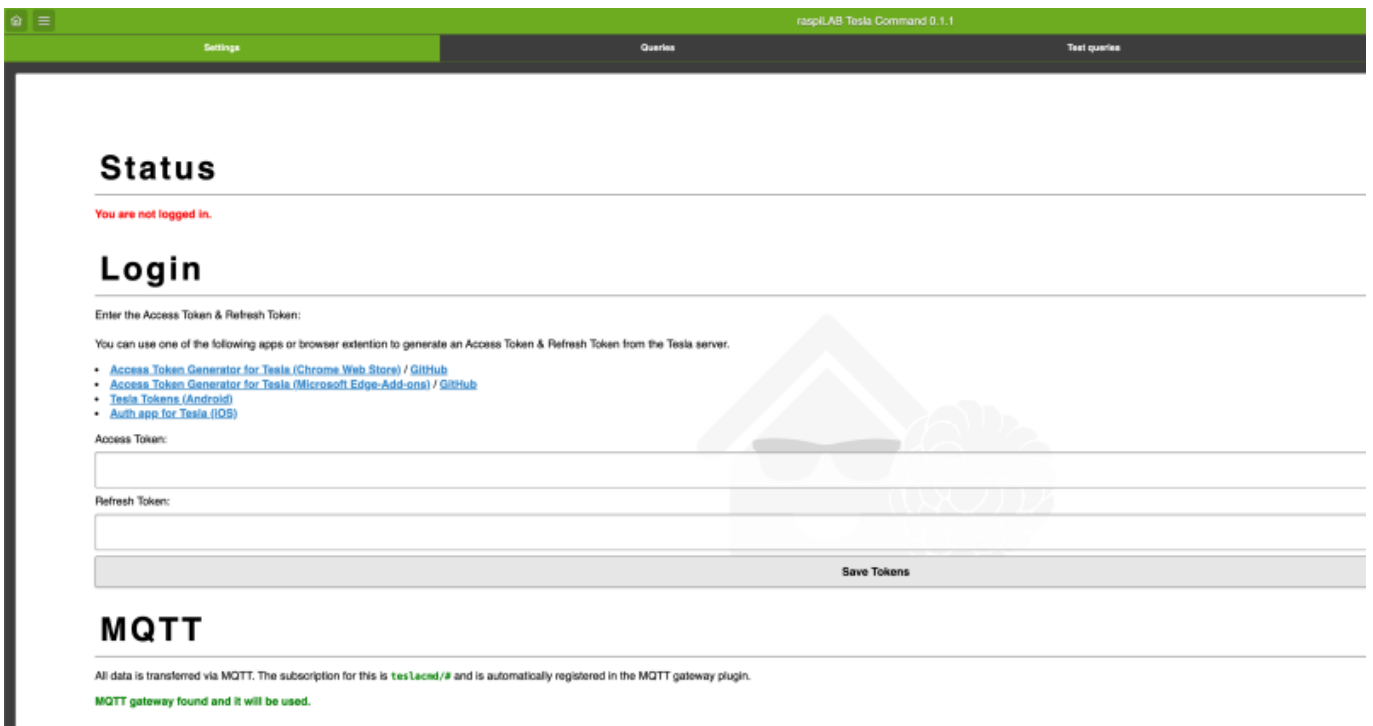 raspiLAB Tesla Command 0.1.1
Settings Queries Test queries
Status
You are not logged in.
Login
Enter the Access Token & Refresh Token:
You can use one of the following apps or browser extention to generate an Access Token & Refresh Token from the Tesla server.
• Access Token Generator for Tesla (Chrome Web Store) / GitHub
• Access Token Generator for Tesla (Microsoft Edge-Add-ons) / GitHub
• Tesla Tokens (Android)
• Auth app for Tesla (iOS)
Access Token:
Refresh Token:
Save Tokens
MQTT
All data is transferred via MQTT. The subscription for this is teslacmd/# and is automatically registered in the MQTT gateway plugin.
MQTT gateway found and it will be used.